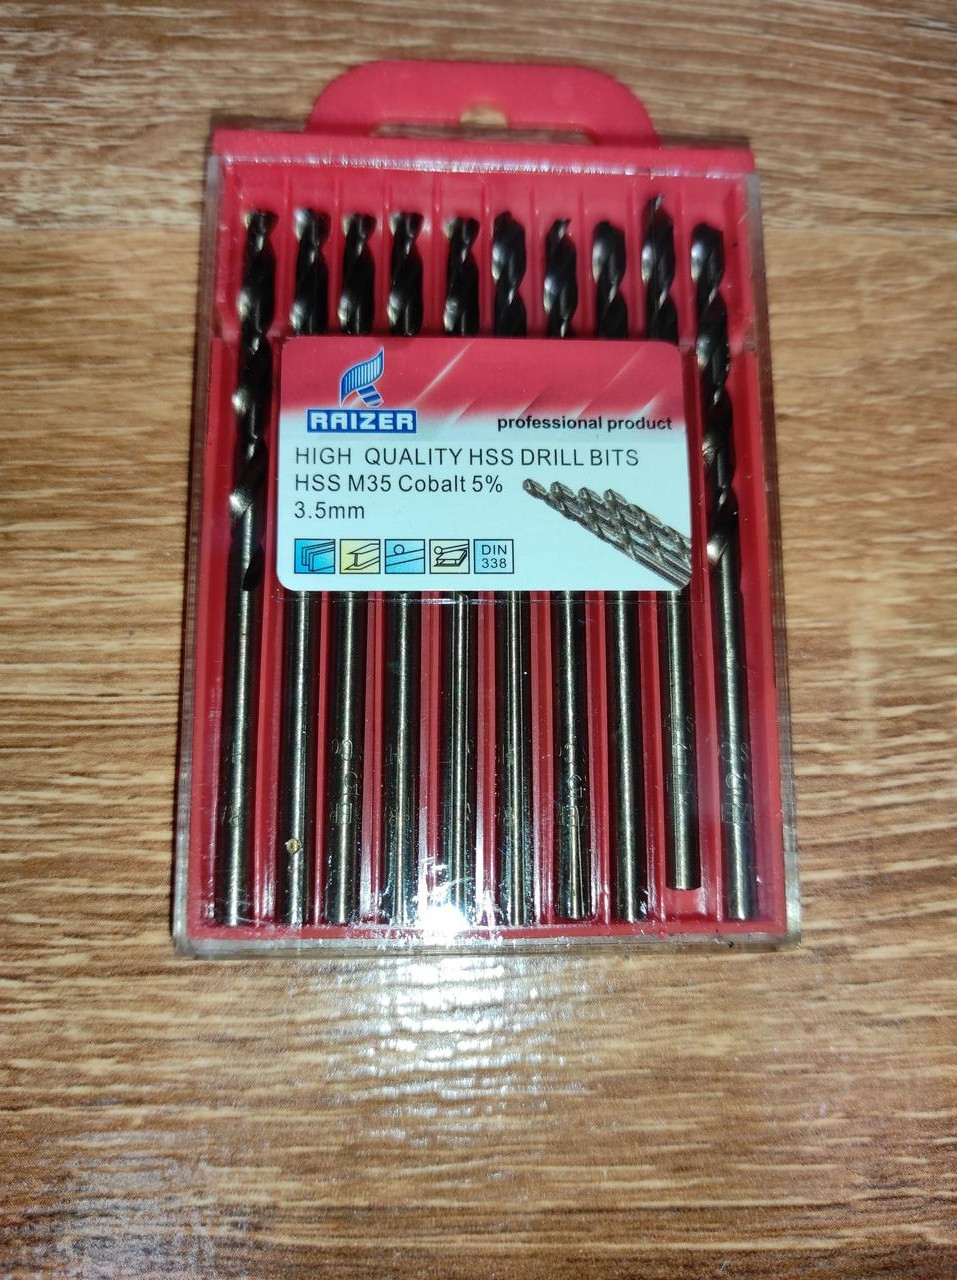 RAIZER
professional product
HIGH QUALITY HSS DRILL BITS
HSS M35 Cobalt 5%
3.5mm
DIN
338